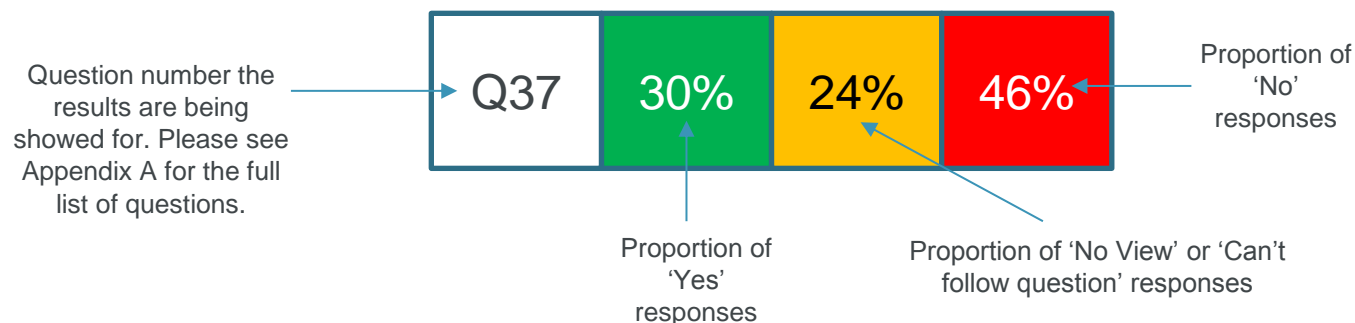 Question number the
results are being
showed for. Please see
Appendix A for the full
list of questions.
Q37
30%
24%
46%
Proportion of
‘No’
responses
Proportion of
‘Yes’
responses
Proportion of ‘No View’ or ‘Can’t
follow question’ responses